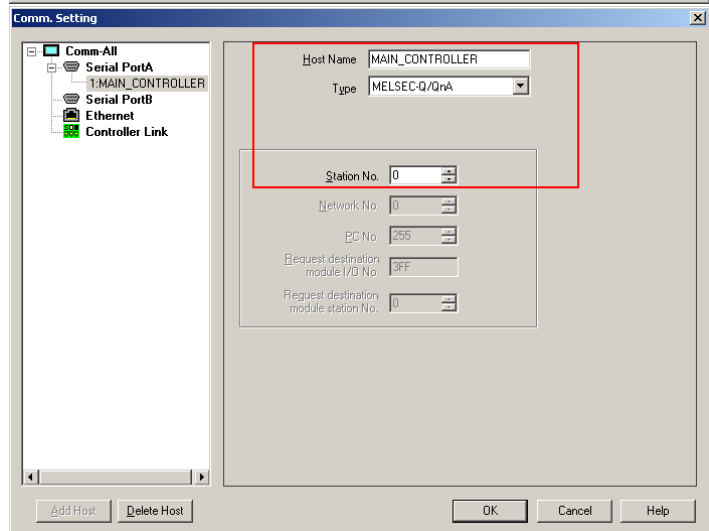 Comm. Setting
Comm-All
Serial PortA
1:MAIN_CONTROLLER
Serial PortB
Ethernet
Controller Link
Host Name MAIN_CONTROLLER
Type MELSEC-Q/QnA
Station No. 0
Network No. 0
PC No. 255
Request destination
module I/O No. 3FF
Request destination
module station No. 0
Add Host Delete Host OK Cancel Help